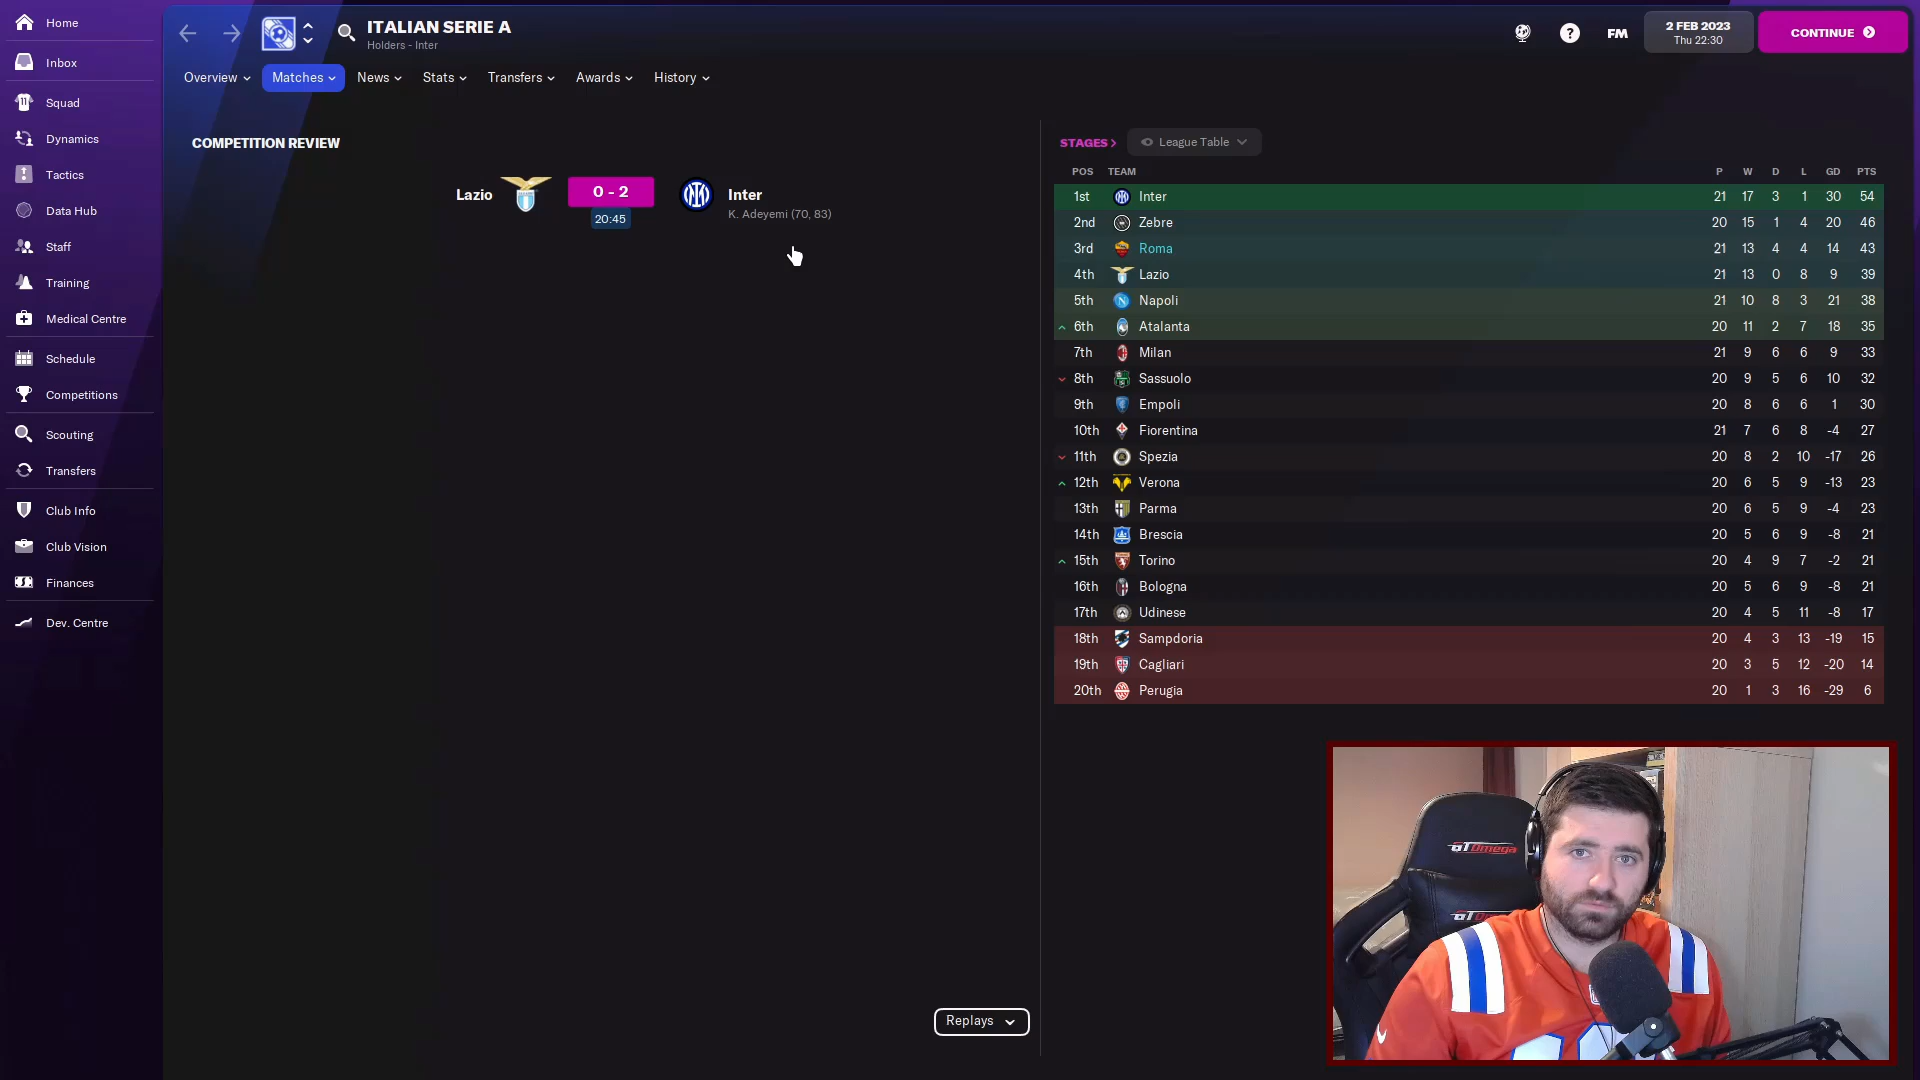 Home
Inbox
Squad
Dynamics
Tactics
Data Hub
Staff
Training
Medical Centre
Schedule
Competitions
Scouting
Transfers
Club Info
Club Vision
Finances
Dev. Centre
ITALIAN SERIE A
Holders - Inter
FM
2 FEB 2023
Thu 22:30
CONTINUE
Overview Matches News Stats Transfers Awards History
COMPETITION REVIEW
Lazio 0 - 2 Inter
20:45 K. Adeyemi (70, 83)
Replays
STAGES League Table
POS TEAM P W D L GD PTS
1st Inter 21 17 3 1 30 54
2nd Zebre 20 15 1 4 20 46
3rd Roma 21 13 4 4 14 43
4th Lazio 21 13 0 8 9 39
5th Napoli 21 10 8 3 21 38
6th Atalanta 20 11 2 7 18 35
7th Milan 21 9 6 6 9 33
8th Sassuolo 20 9 5 6 10 32
9th Empoli 20 8 6 6 1 30
10th Fiorentina 21 7 6 8 -4 27
11th Spezia 20 8 2 10 -17 26
12th Verona 20 6 5 9 -13 23
13th Parma 20 6 5 9 -4 23
14th Brescia 20 5 6 9 -8 21
15th Torino 20 4 9 7 -2 21
16th Bologna 20 5 6 9 -8 21
17th Udinese 20 4 5 11 -8 17
18th Sampdoria 20 4 3 13 -19 15
19th Cagliari 20 3 5 12 -20 14
20th Perugia 20 1 3 16 -29 6
GT Omega